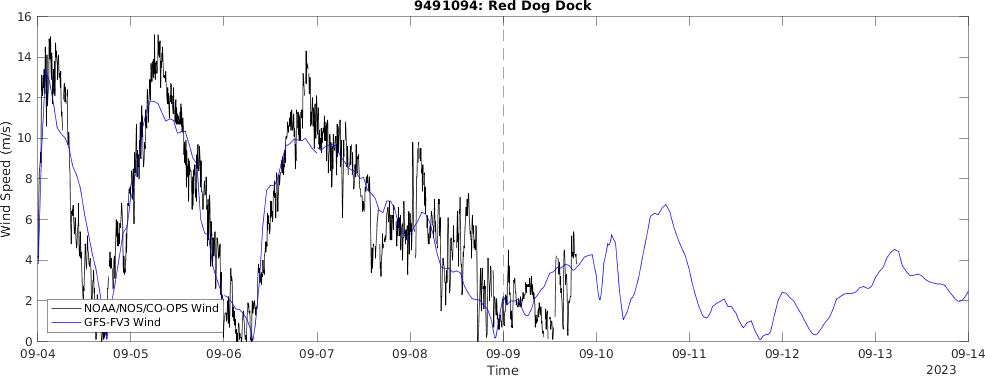 9491094: Red Dog Dock
Wind Speed (m/s)
16
14
12
10
8
6
4
2
0
NOAA/NOS/CO-OPS Wind
GFS-FV3 Wind
09-04 09-05 09-06 09-07 09-08 09-09 09-10 09-11 09-12 09-13 09-14
Time
2023